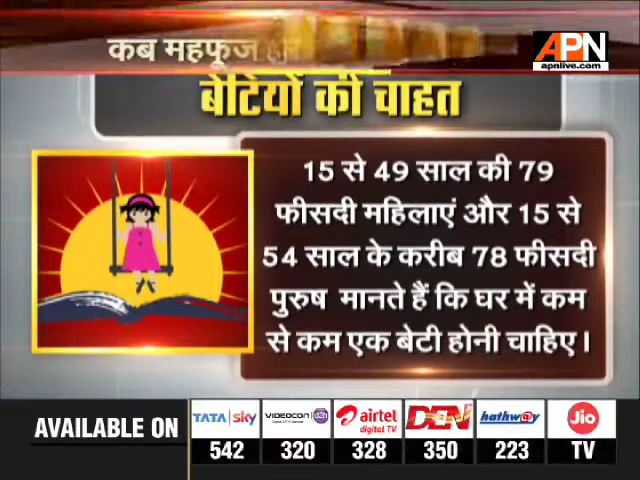 कब महफूज
APN
apnlive.com
बेटियों की चाहत
15 से 49 साल की 79
फीसदी महिलाएं और 15 से
54 साल के करीब 78 फीसदी
पुरुष मानते हैं कि घर में कम
से कम एक बेटी होनी चाहिए।
AVAILABLE ON
TATA sky
542
VIDEOCON d2h
320
airtel
digital TV
328
DEN
350
hathway
223
Jio
TV